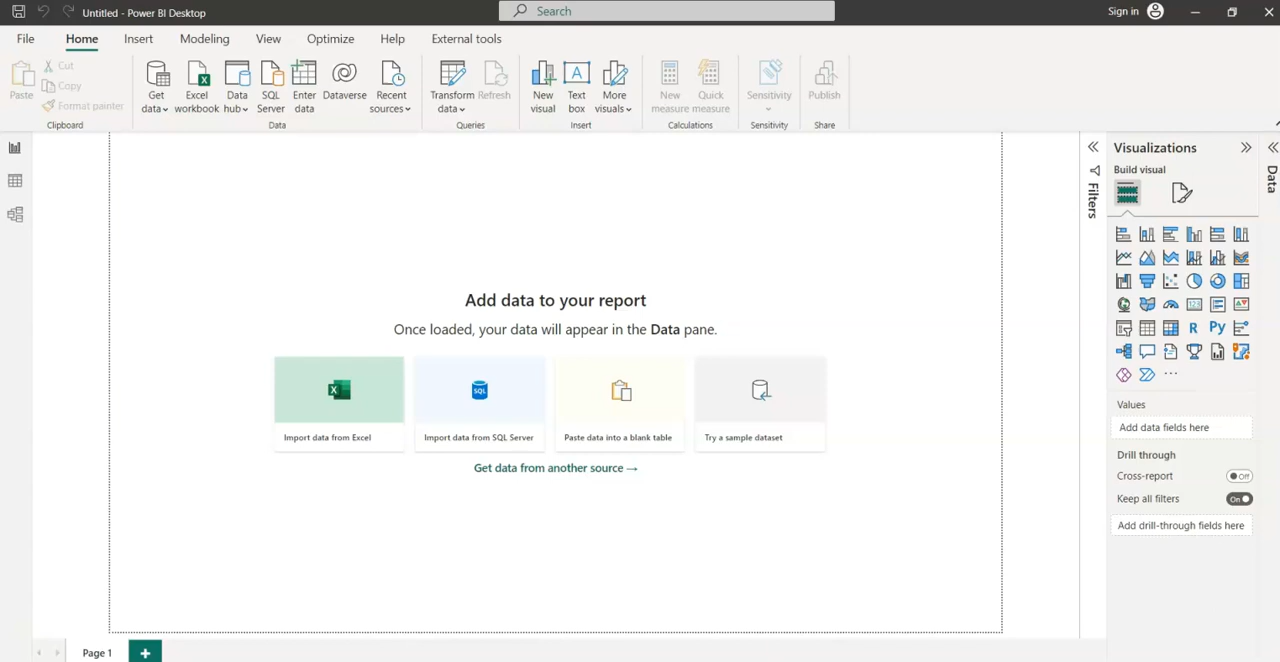 Untitled - Power BI Desktop
Search
Sign in
File Home Insert Modeling View Optimize Help External tools
Paste
Cut
Copy
Format painter
Clipboard
Get data
Excel workbook
Data hub
SQL Server
Enter data
Dataverse
Recent sources
Data
Transform data
Refresh
Queries
New visual
Text box
More visuals
Insert
New measure
Quick measure
Calculations
Sensitivity
Sensitivity
Publish
Share
Add data to your report
Once loaded, your data will appear in the Data pane.
SQL
Import data from Excel
Import data from SQL Server
Paste data into a blank table
Try a sample dataset
Get data from another source →
Filters
Visualizations
Build visual
R
Py
123
...
Values
Add data fields here
Drill through
Cross-report
Off
Keep all filters
On
Add drill-through fields here
Data
Page 1